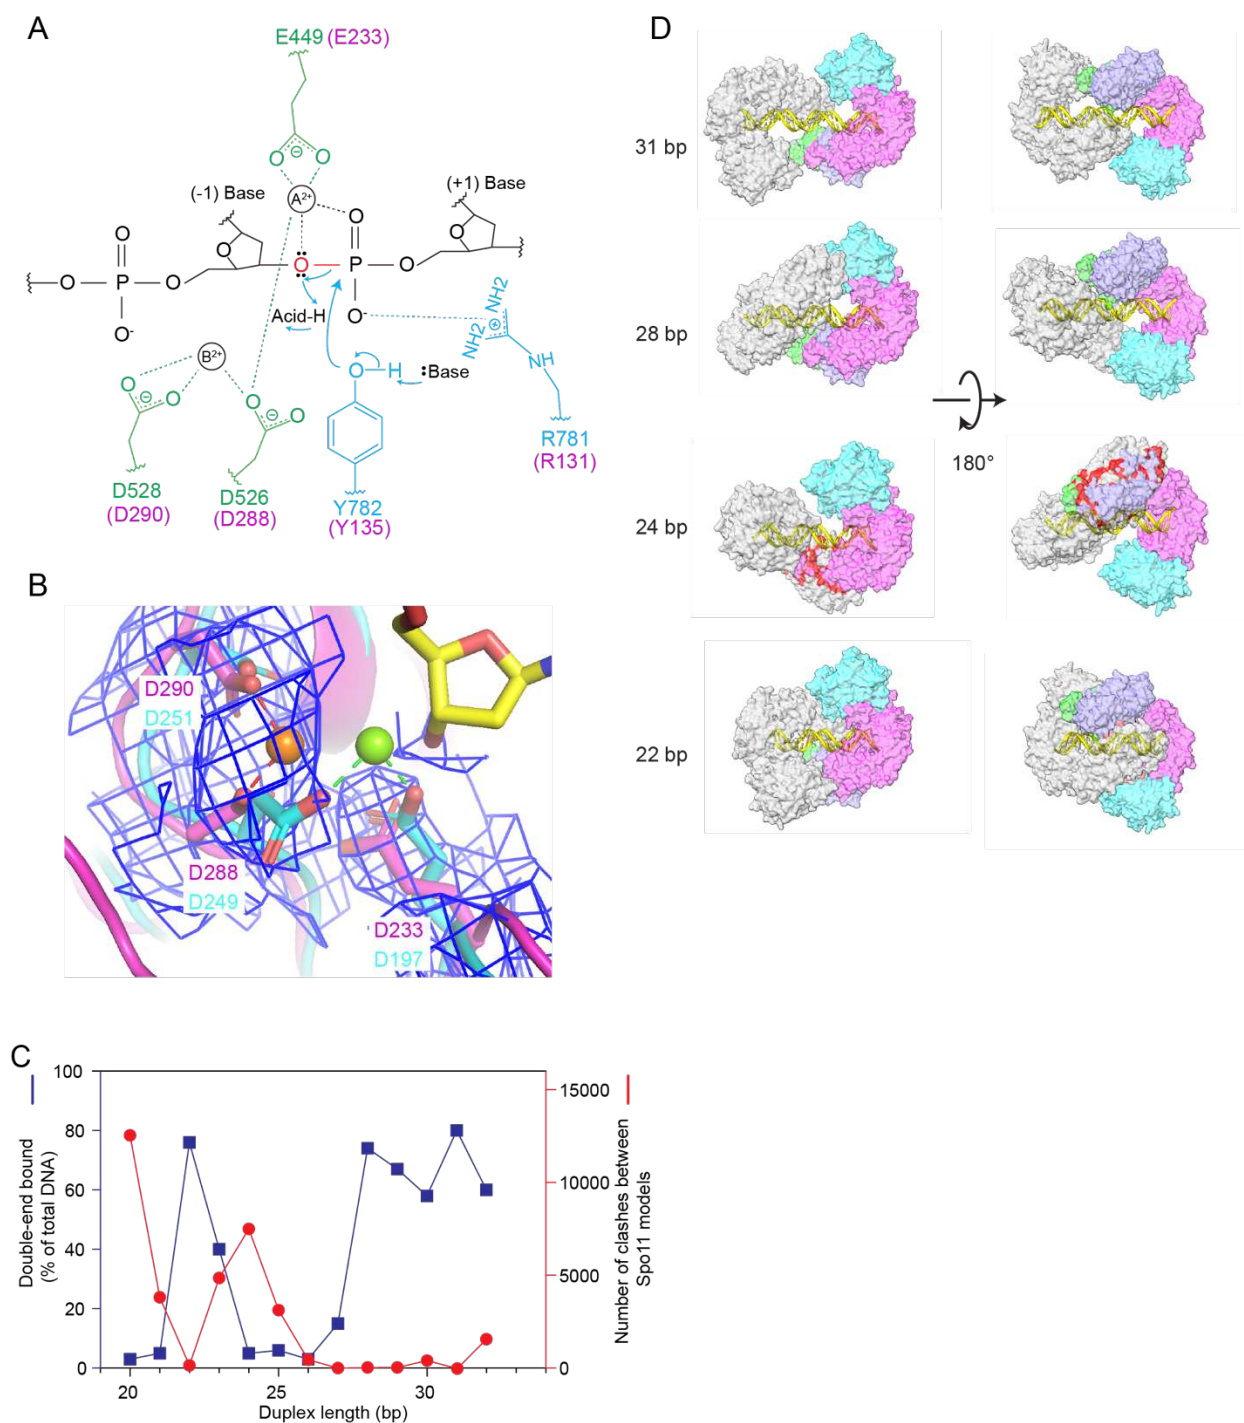 A
E449 (E233)
A²⁺
(-1) Base
(+1) Base
O
O
O
O
O
P
O
O
P
O
O
O⁻
Acid-H
O⁻
NH2
NH2
NH
B²⁺
O
H
:Base
O
O
O
O
R781
(R131)
D528
(D290)
D526
(D288)
Y782
(Y135)
B
D290
D251
D288
D249
D233
D197
C
Double-end bound
(% of total DNA)
100
80
60
40
20
0
15000
10000
5000
0
Number of clashes between
Spo11 models
20
25
30
Duplex length (bp)
D
31 bp
28 bp
180°
24 bp
22 bp